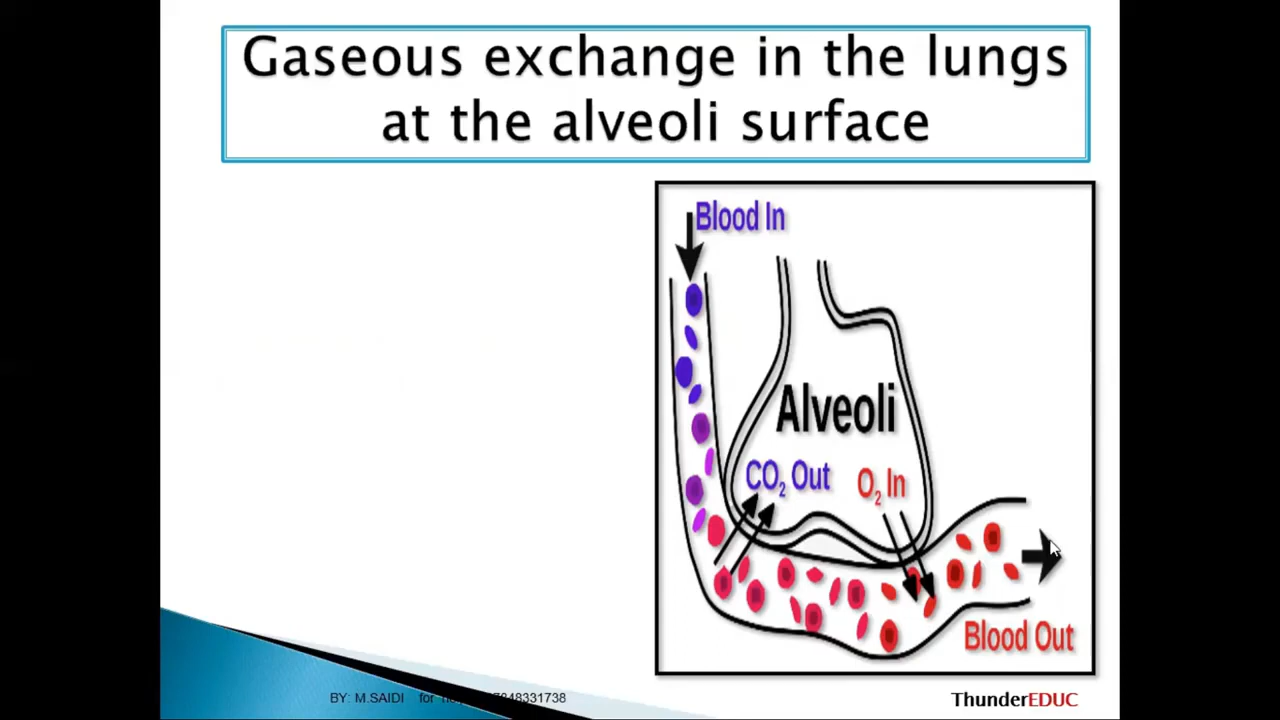 Gaseous exchange in the lungs
at the alveoli surface
Blood In
Alveoli
CO₂ Out
O₂ In
Blood Out
BY: M.SAIDI for 848331738
ThunderEDUC